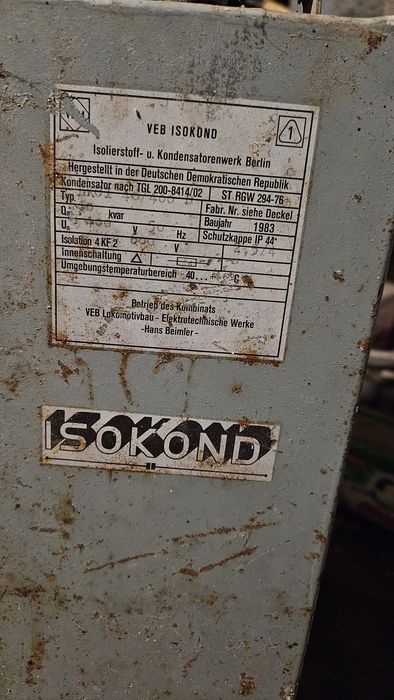 VEB ISOKOND
1
Isolierstoff- u. Kondensatorenwerk Berlin
Hergestellt in der Deutschen Demokratischen Republik
Kondensator nach TGL 200-8414/02 ST RGW 294-76
Typ Fabr. Nr. siehe Deckel
kvar Baujahr 1983
Hz Schutzkappe IP 44
Isolation 4 KF 2 V
Innenschaltung
Umgebungstemperaturbereich -40 C
Betrieb des Kombinats
VEB Lokomotivbau - Elektrotechnische Werke
-Hans Beimler-
ISOKOND